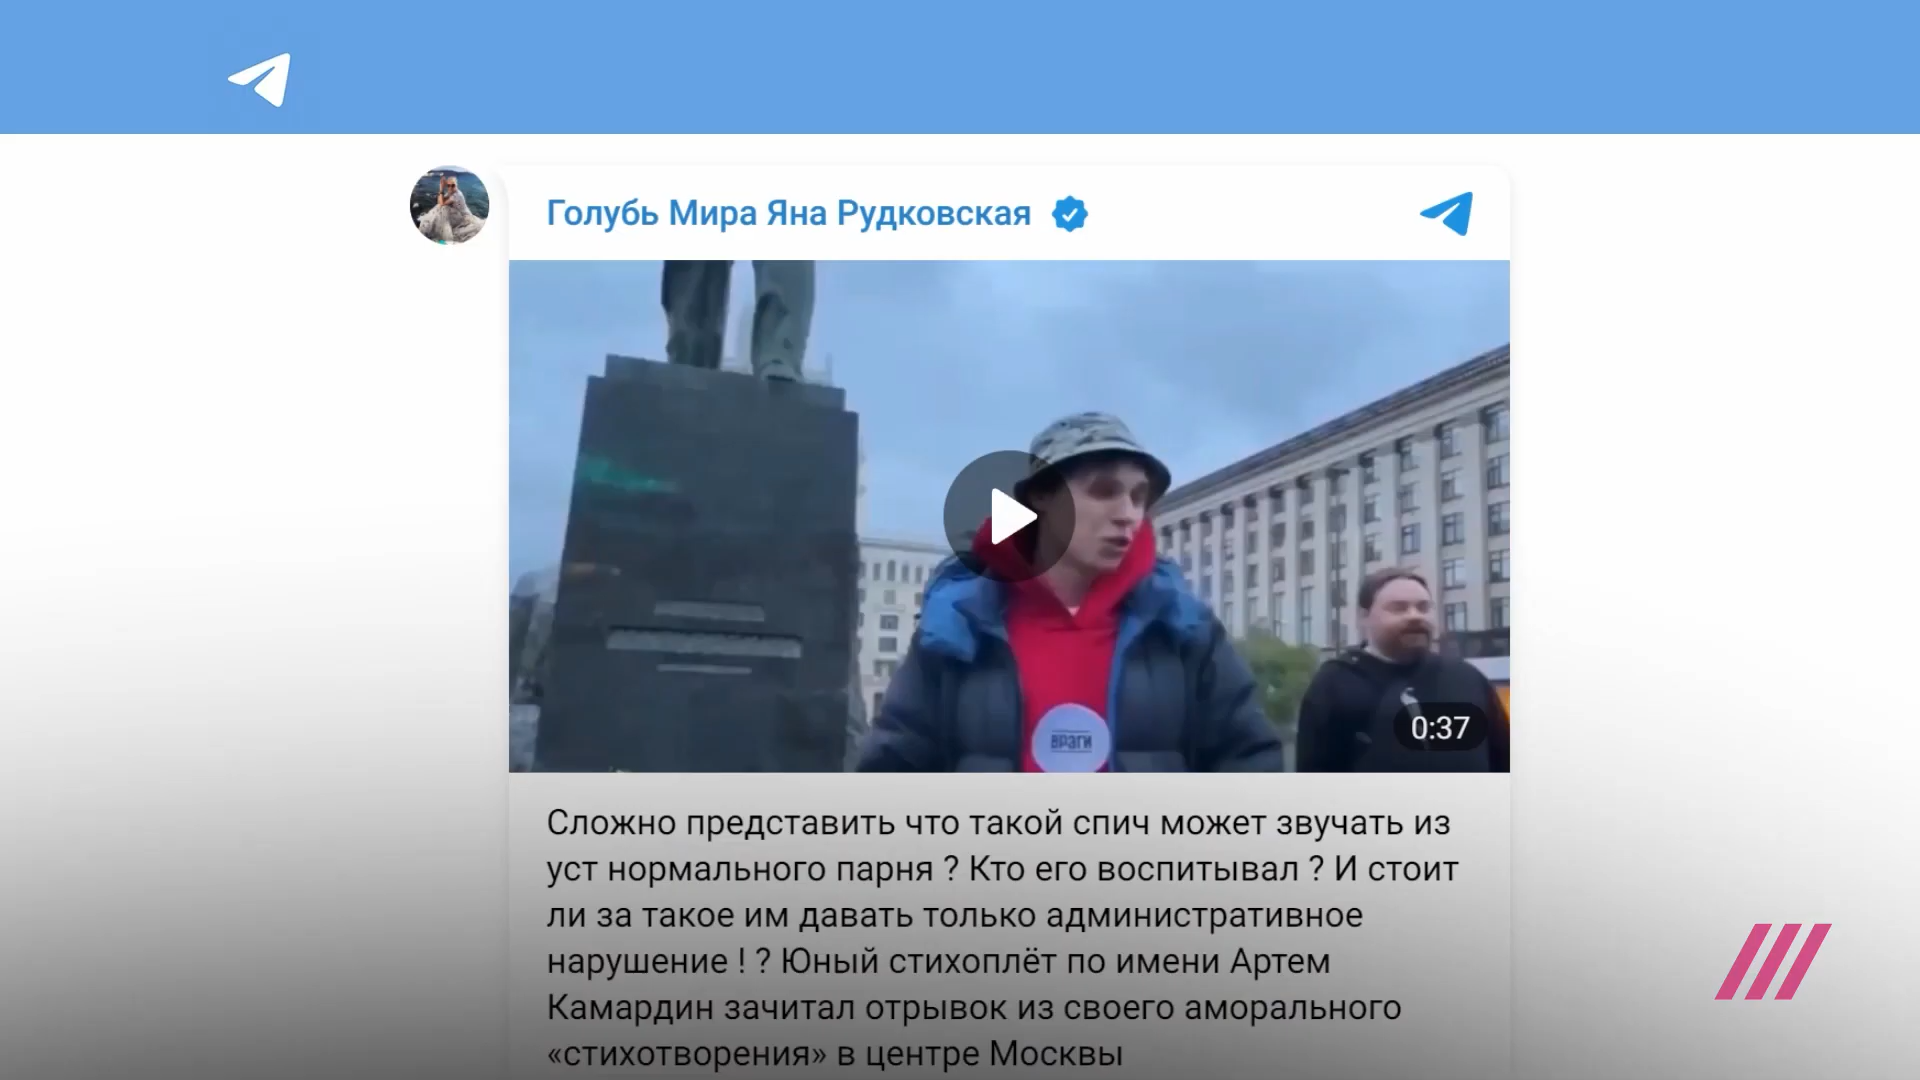 Голубь Мира Яна Рудковская
враги
0:37
Сложно представить что такой спич может звучать из
уст нормального парня ? Кто его воспитывал ? И стоит
ли за такое им давать только административное
нарушение ! ? Юный стихоплёт по имени Артем
Камардин зачитал отрывок из своего аморального
«стихотворения» в центре Москвы